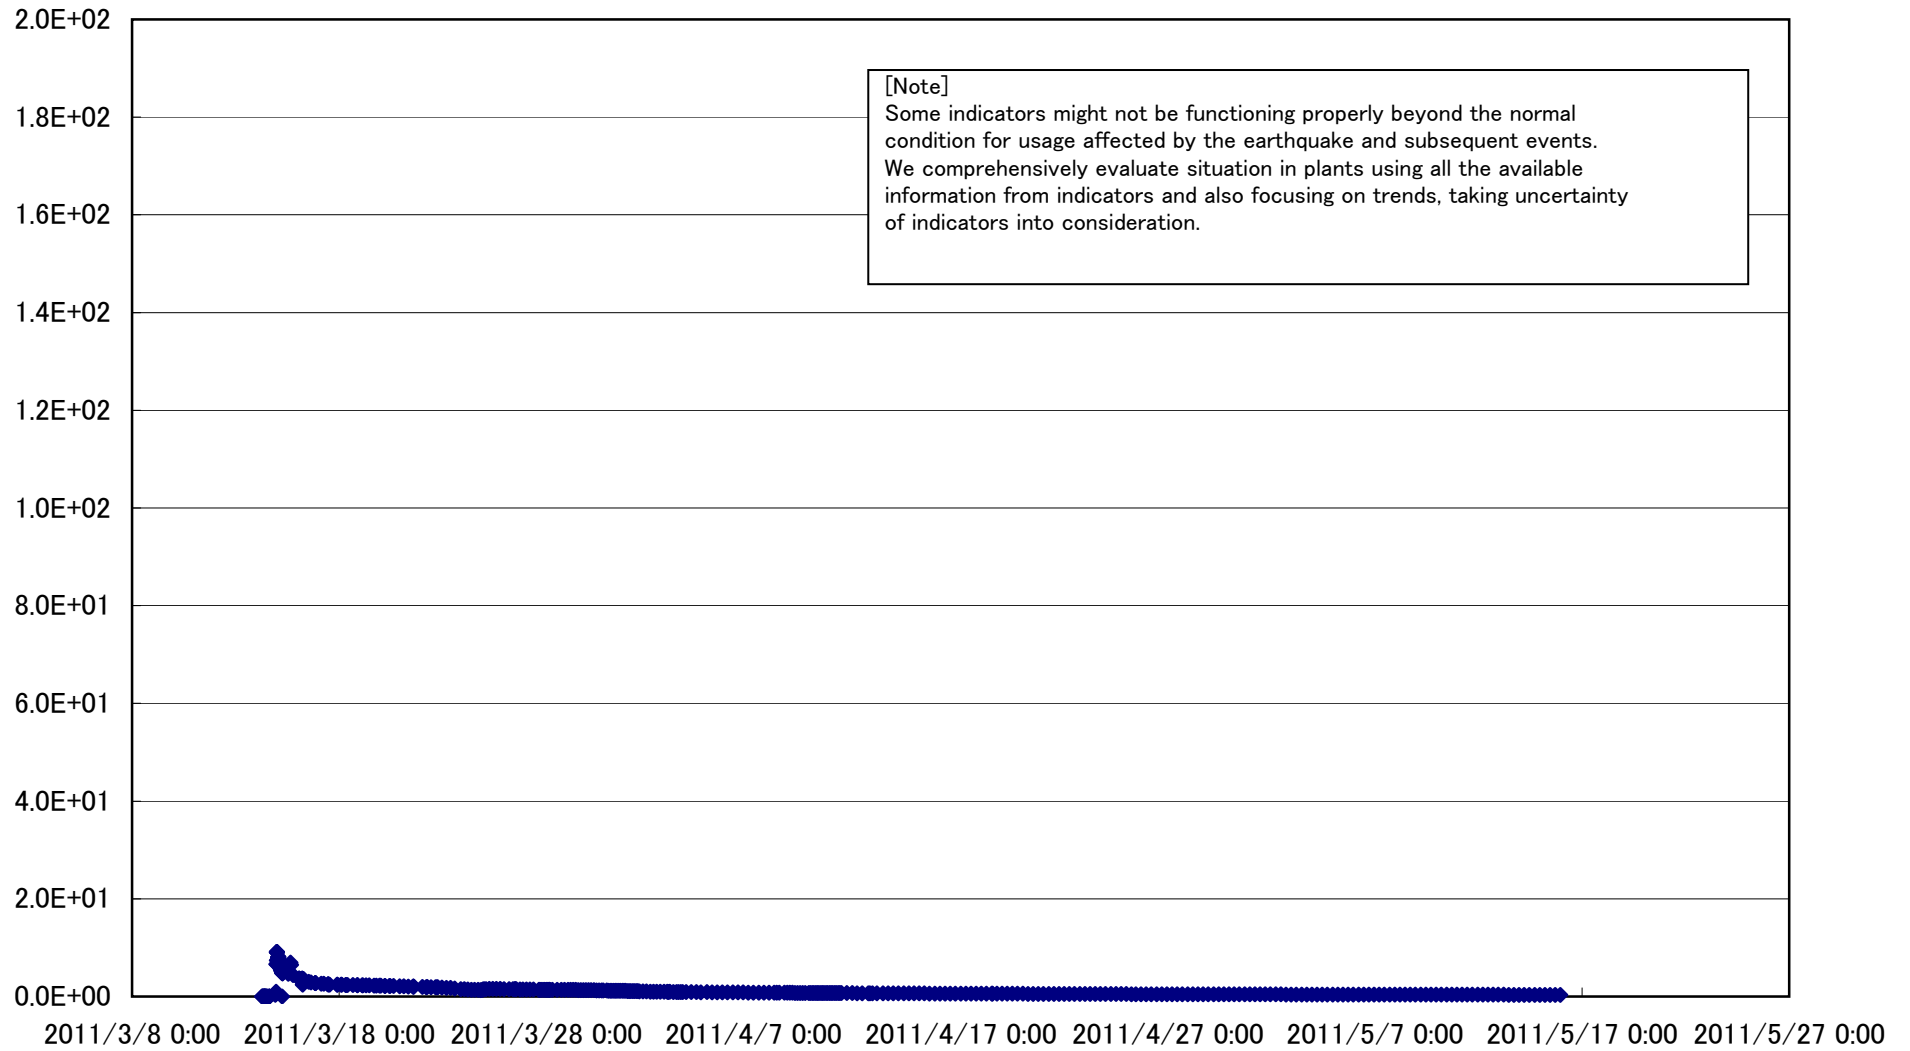 2.0E+02
[Note]
Some indicators might not be functioning properly beyond the normal
condition for usage affected by the earthquake and subsequent events.
We comprehensively evaluate situation in plants using all the available
information from indicators and also focusing on trends, taking uncertainty
of indicators into consideration.
1.8E+02
1.6E+02
1.4E+02
1.2E+02
1.0E+02
8.0E+01
6.0E+01
4.0E+01
2.0E+01
0.0E+00
2011/3/8 0:00 2011/3/18 0:00 2011/3/28 0:00 2011/4/7 0:00 2011/4/17 0:00 2011/4/27 0:00 2011/5/7 0:00 2011/5/17 0:00 2011/5/27 0:00